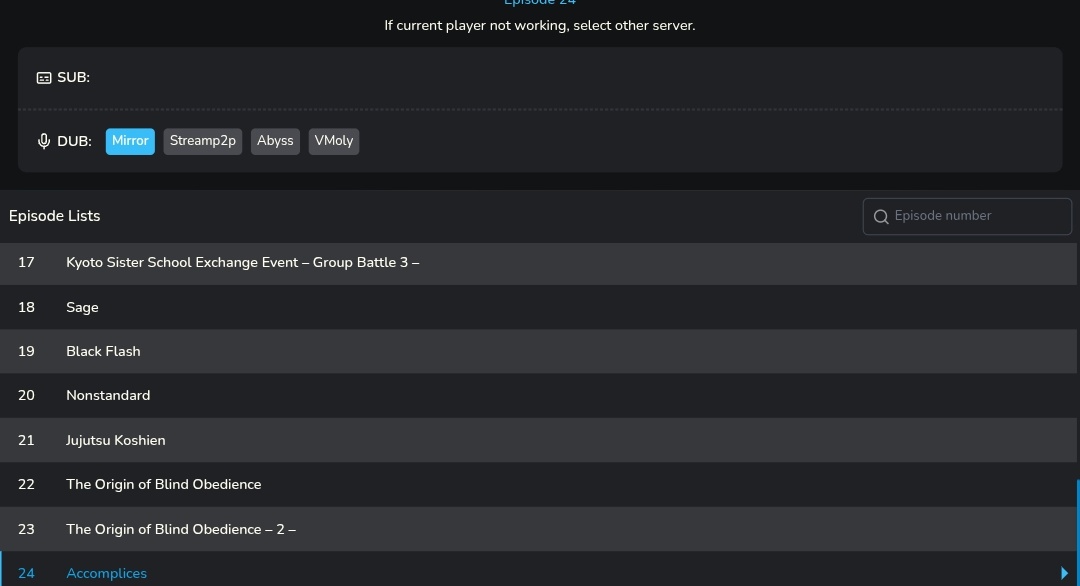 Episode 24
If current player not working, select other server.
SUB:
DUB: Mirror Streamp2p Abyss VMoly
Episode Lists Episode number
17 Kyoto Sister School Exchange Event – Group Battle 3 –
18 Sage
19 Black Flash
20 Nonstandard
21 Jujutsu Koshien
22 The Origin of Blind Obedience
23 The Origin of Blind Obedience – 2 –
24 Accomplices